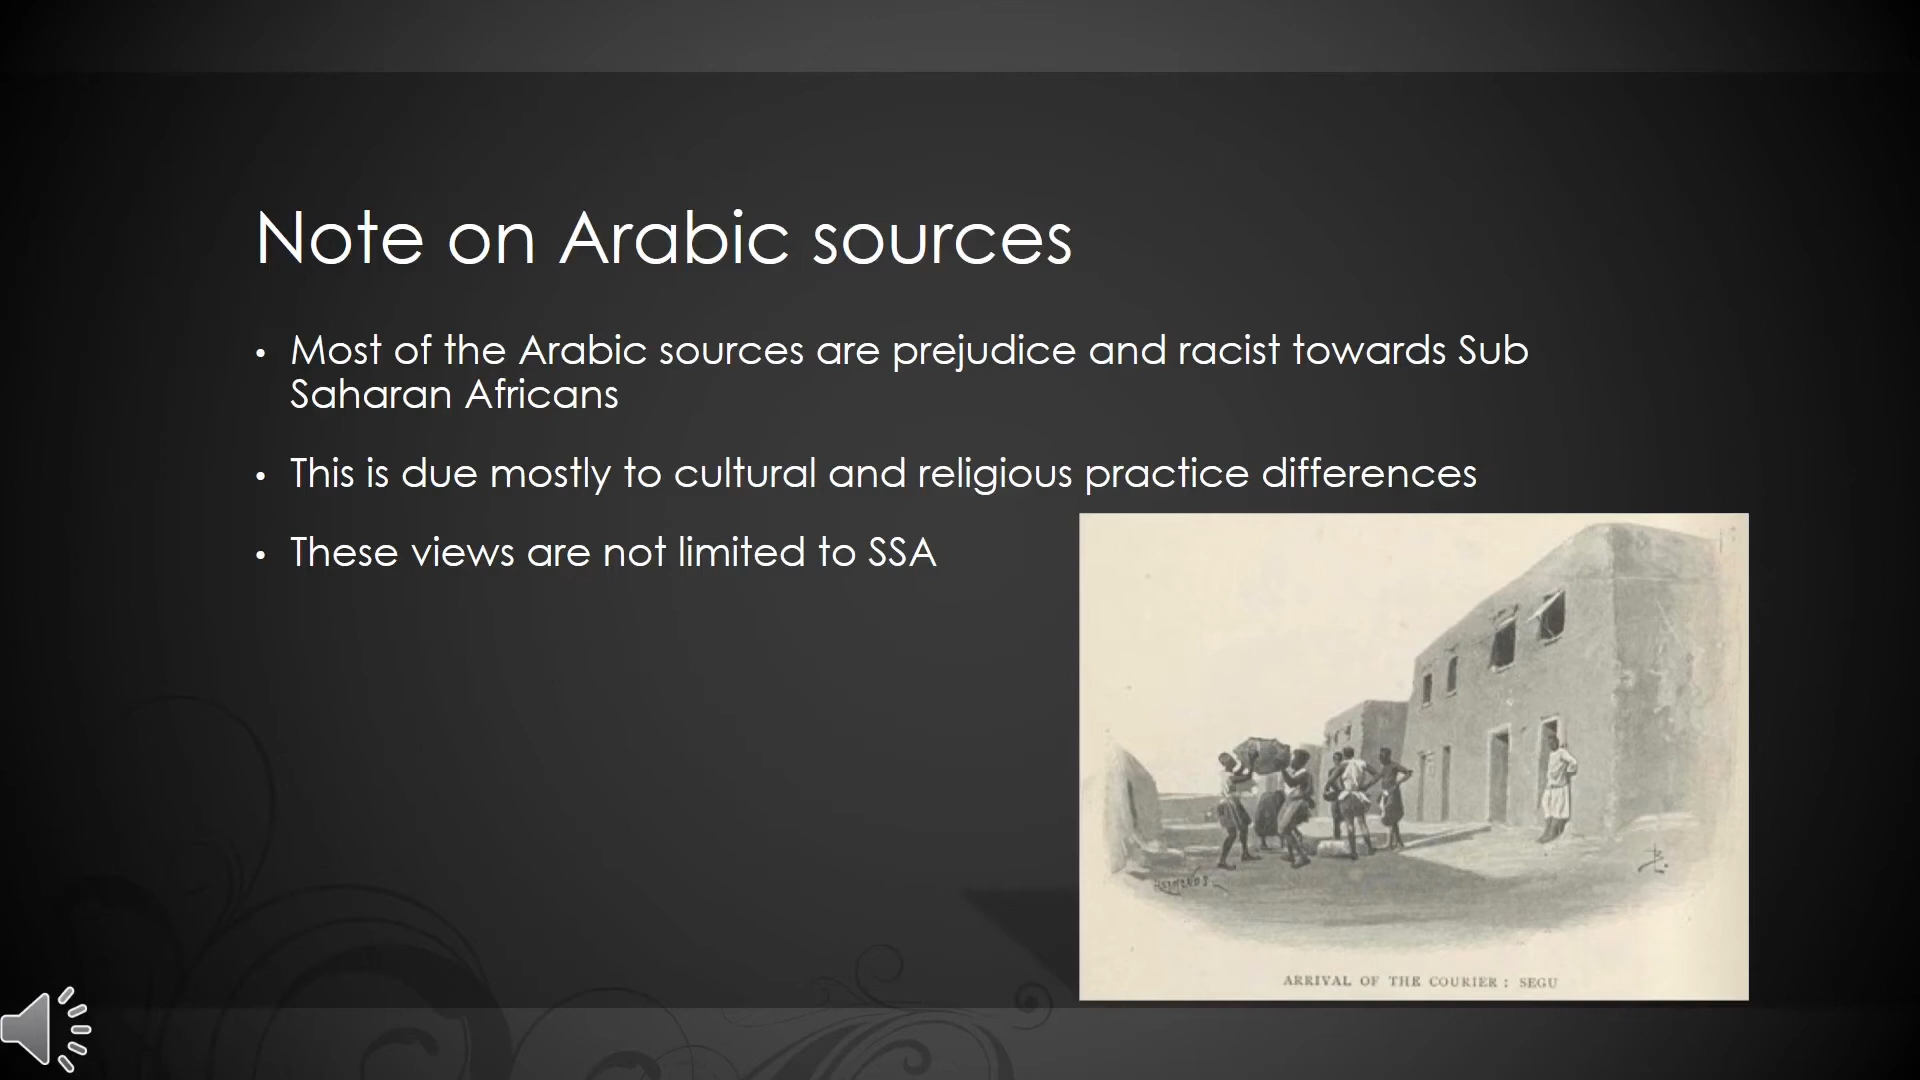 Note on Arabic sources
• Most of the Arabic sources are prejudice and racist towards Sub
Saharan Africans
• This is due mostly to cultural and religious practice differences
• These views are not limited to SSA
ARRIVAL OF THE COURIER: SEGU